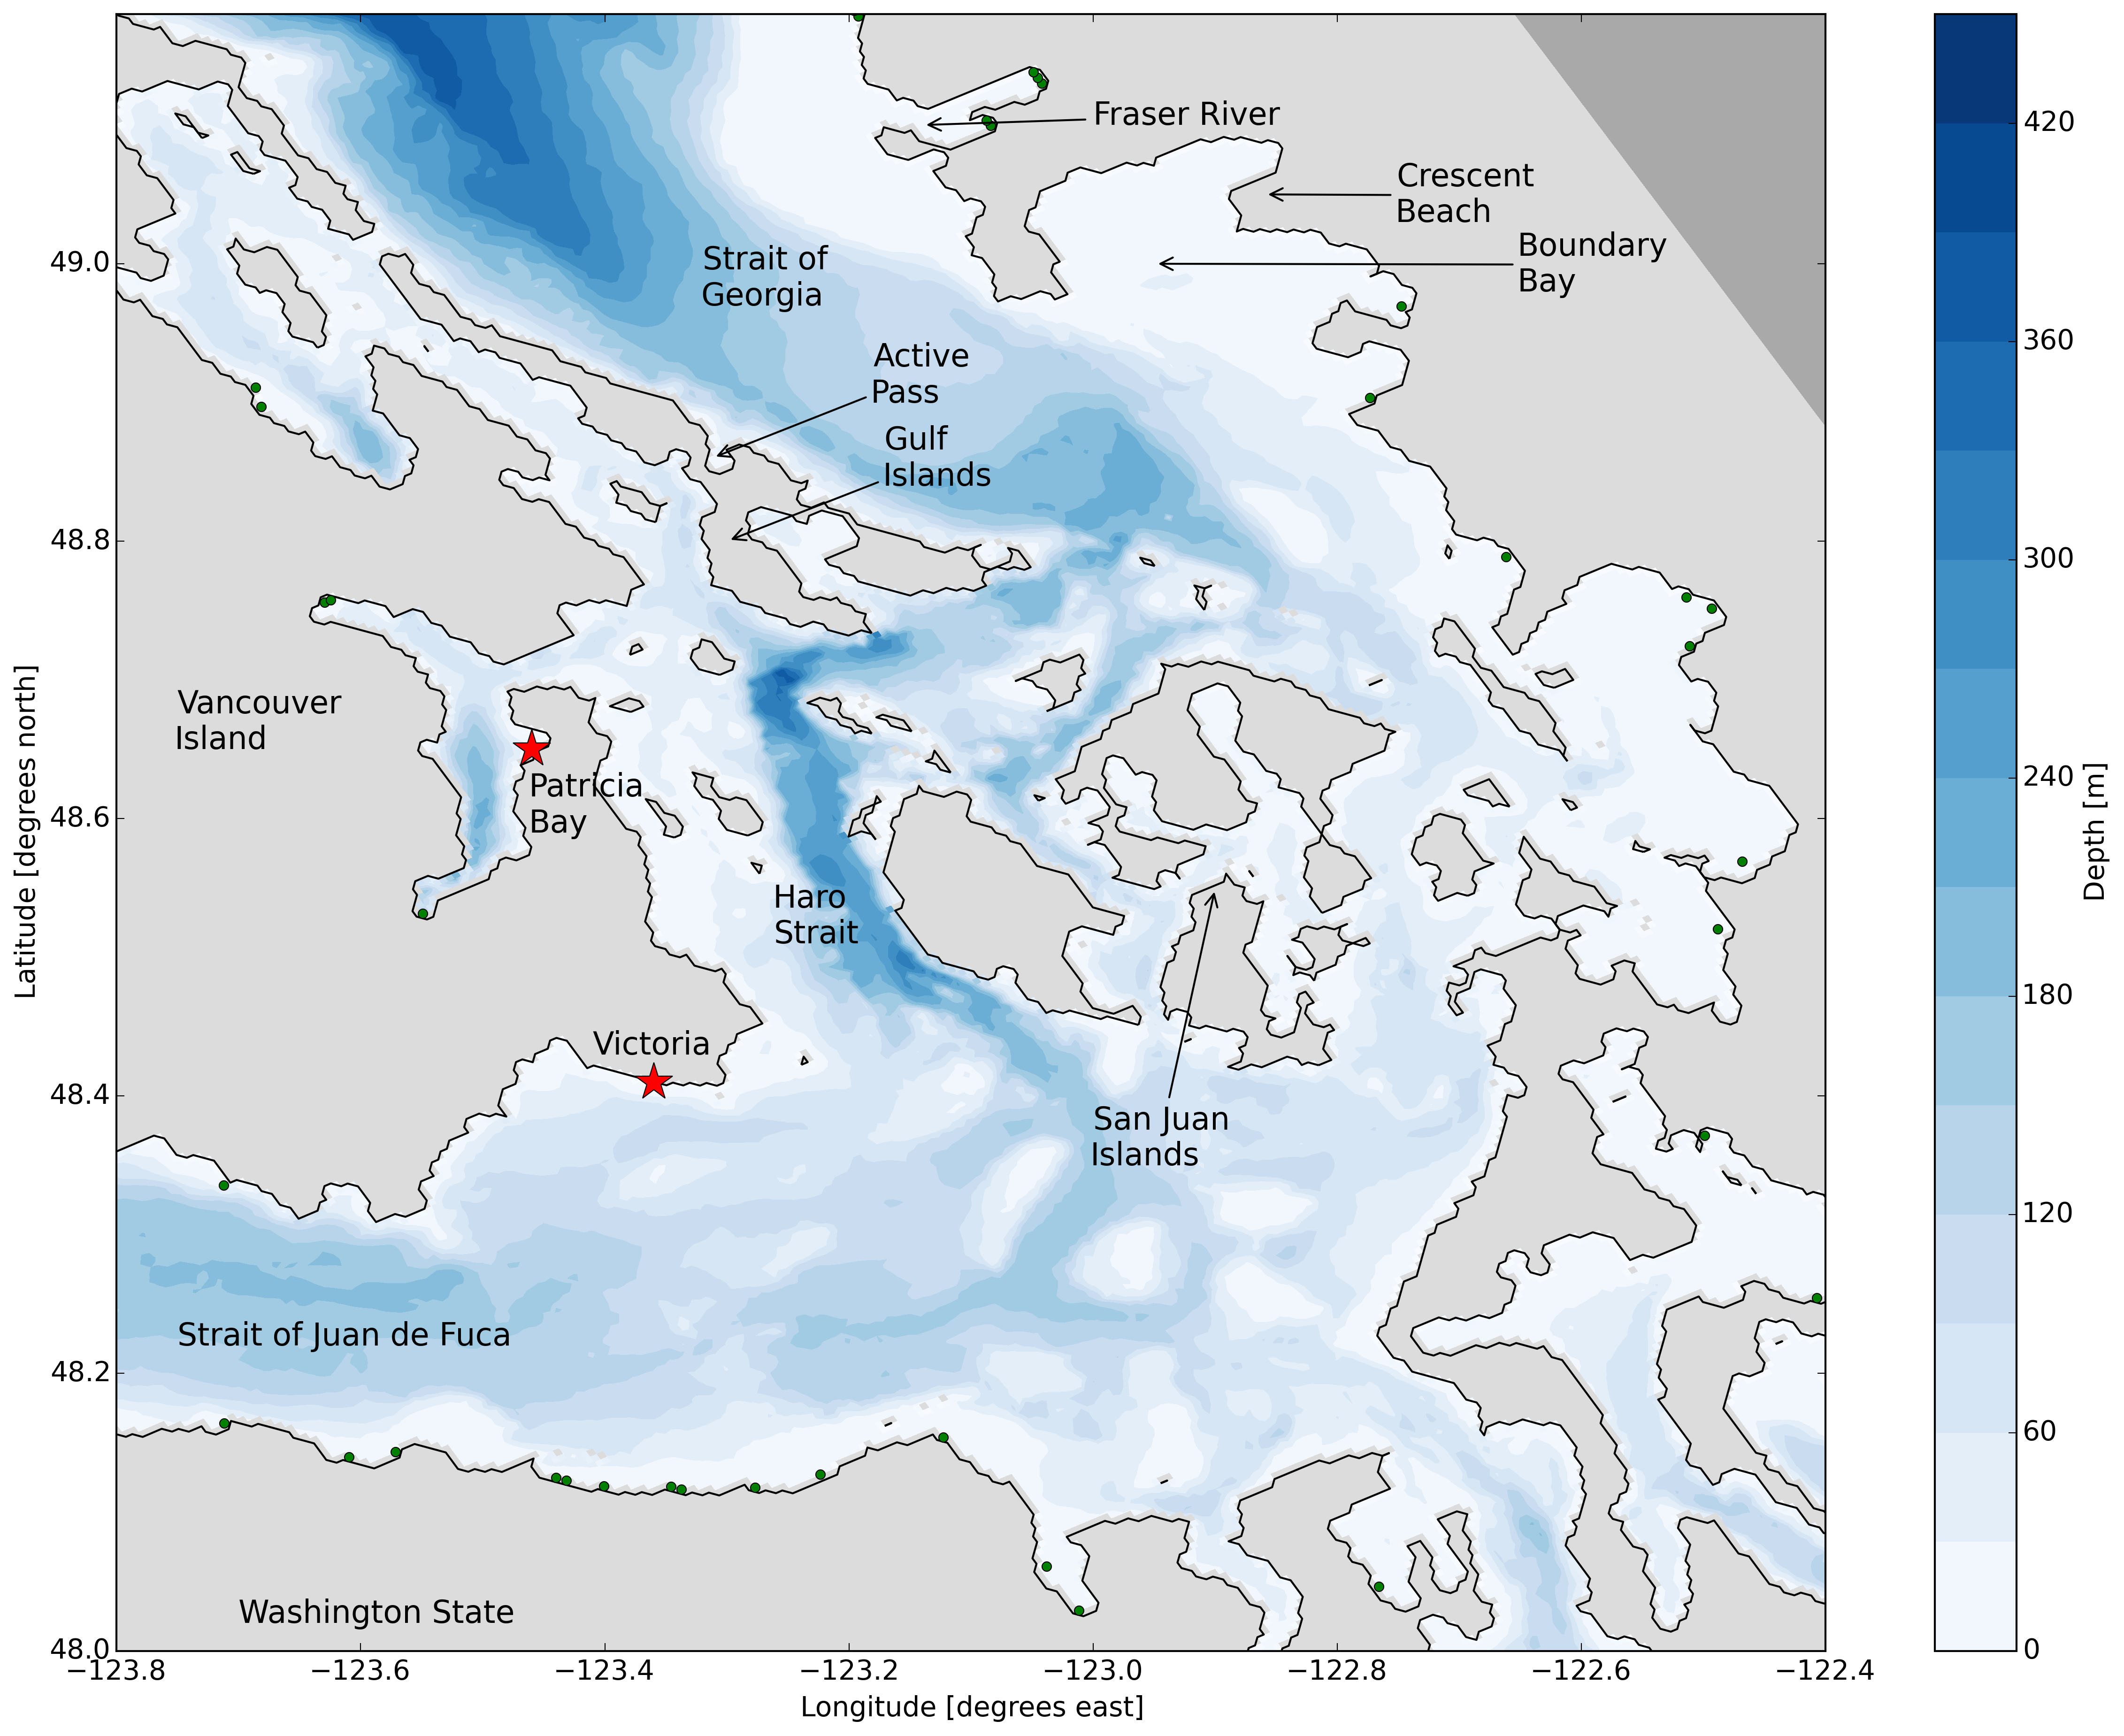 Fraser River
Crescent
Beach
Boundary
Bay
Strait of
Georgia
Active
Pass
Gulf
Islands
Vancouver
Island
Patricia
Bay
Haro
Strait
Victoria
San Juan
Islands
Strait of Juan de Fuca
Washington State
49.0
48.8
48.6
48.4
48.2
48.0
Latitude [degrees north]
−123.8
−123.6
−123.4
−123.2
−123.0
−122.8
−122.6
−122.4
Longitude [degrees east]
420
360
300
240
180
120
60
0
Depth [m]